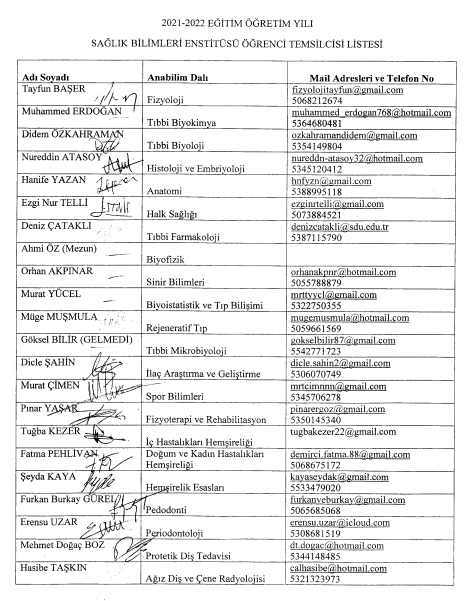 2021-2022 EĞİTİM ÖĞRETİM YILI
SAĞLIK BİLİMLERİ ENSTİTÜSÜ ÖĞRENCİ TEMSİLCİSİ LİSTESİ
Adı Soyadı Anabilim Dalı Mail Adresleri ve Telefon No
Tayfun BAŞER Fizyoloji fizyolojitayfun@gmail.com
5068212674
Muhammed ERDOĞAN Tıbbi Biyokimya muhammed_erdogan768@hotmail.com
5364680481
Didem ÖZKAHRAMAN Tıbbi Biyoloji ozkahramandidem@gmail.com
5354149804
Nureddin ATASOY Histoloji ve Embriyoloji nureddn-atasoy32@hotmail.com
5345120412
Hanife YAZAN Anatomi hnfyzn@gmail.com
5388995118
Ezgi Nur TELLİ Halk Sağlığı ezginrtelli@gmail.com
5073884521
Deniz ÇATAKLI Tıbbi Farmakoloji denizcatakli@sdu.edu.tr
5387115790
Ahmi ÖZ (Mezun) Biyofizik
Orhan AKPINAR Sinir Bilimleri orhanakpnr@hotmail.com
5055788879
Murat YÜCEL Biyoistatistik ve Tıp Bilişimi mrttyycl@gmail.com
5322750355
Müge MUŞMULA Rejeneratif Tıp mugemusmula@hotmail.com
5059661569
Göksel BİLİR (GELMEDİ) Tıbbi Mikrobiyoloji gokselbilir87@gmail.com
5542771723
Dicle ŞAHİN İlaç Araştırma ve Geliştirme dicle.sahin2@gmail.com
5306070749
Murat ÇİMEN Spor Bilimleri mrtcimnnn@gmail.com
5345706278
Pınar YAŞAR Fizyoterapi ve Rehabilitasyon pinarergoz@gmail.com
5350145340
Tuğba KEZER İç Hastalıkları Hemşireliği tugbakezer22@gmail.com
Fatma PEHLİVAN Doğum ve Kadın Hastalıkları Hemşireliği demirci.fatma.88@gmail.com
5068675172
Şeyda KAYA Hemşirelik Esasları kayaseydak@gmail.com
5533479020
Furkan Burkay GÜREL Pedodonti furkanyeburkay@gmail.com
5065685068
Erensu UZAR Periodontoloji erensu.uzar@icloud.com
5308681519
Mehmet Doğaç BOZ Protetik Diş Tedavisi dt.dogac@hotmail.com
5344148485
Hasibe TAŞKIN Ağız Diş ve Çene Radyolojisi calhasibe@hotmail.com
5321323973